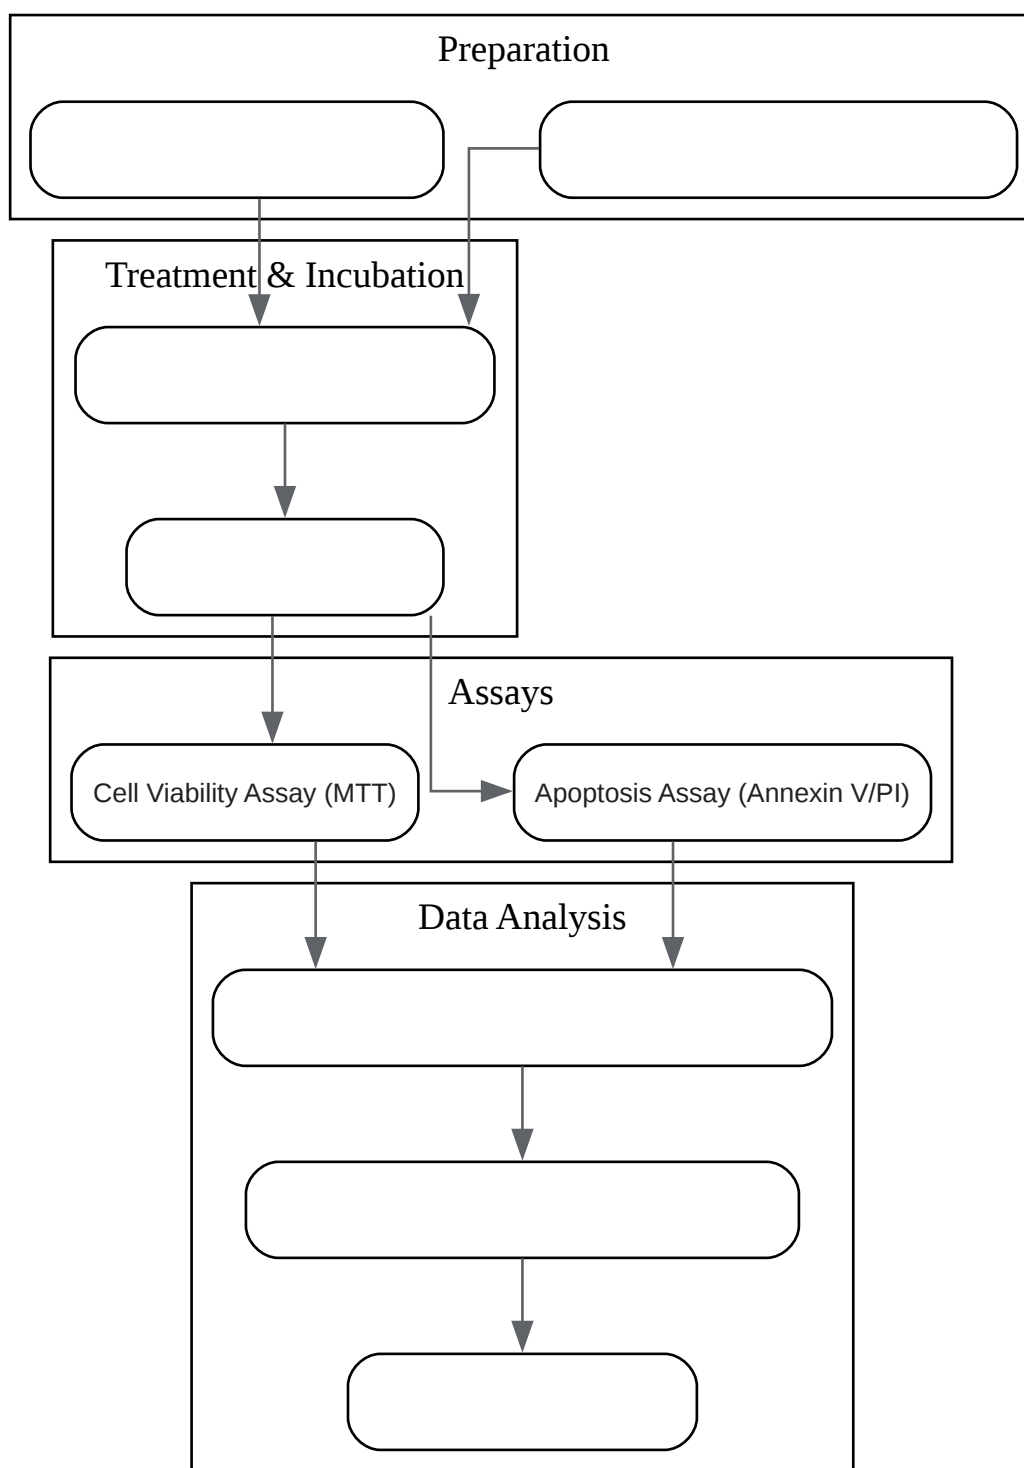 Preparation
Treatment & Incubation
Assays
Cell Viability Assay (MTT)
Apoptosis Assay (Annexin V/PI)
Data Analysis